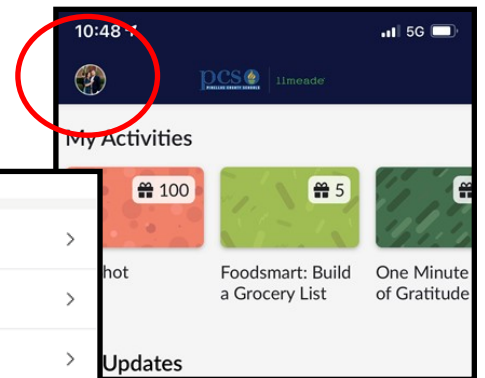 10:48
5G
pcs
PINELLAS COUNTY SCHOOLS
limeade
My Activities
100
5
hot
Foodsmart: Build
a Grocery List
One Minute
of Gratitude
Updates